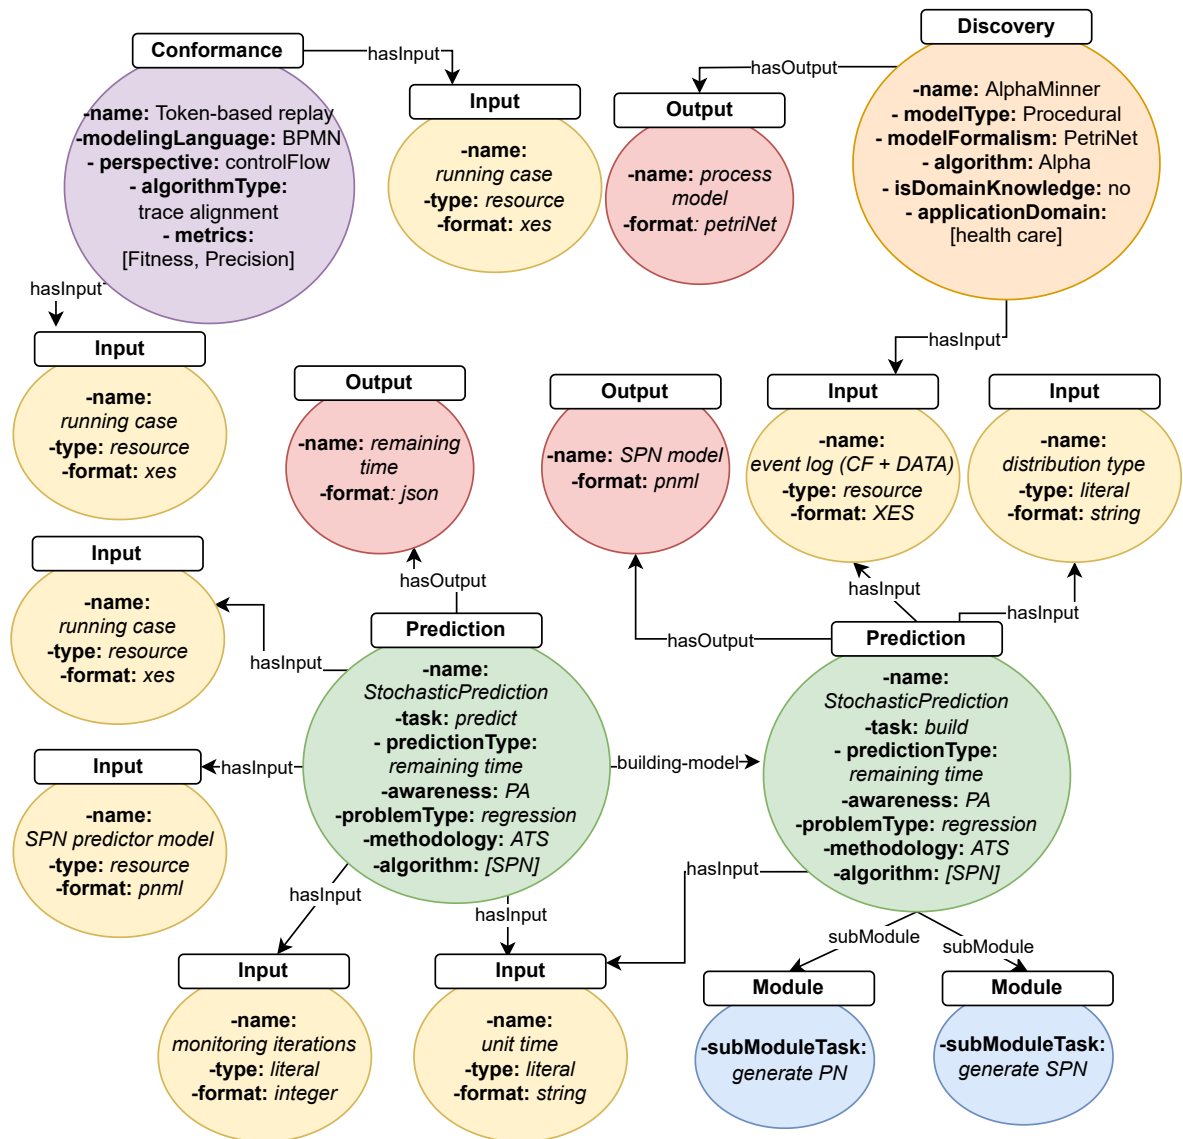 Conformance
-name: Token-based replay
-modelingLanguage: BPMN
- perspective: controlFlow
- algorithmType:
trace alignment
- metrics:
[Fitness, Precision]
hasInput
Input
-name:
running case
-type: resource
-format: xes
hasOutput
Output
-name: process
model
-format: petriNet
Discovery
-name: AlphaMinner
- modelType: Procedural
- modelFormalism: PetriNet
- algorithm: Alpha
- isDomainKnowledge: no
- applicationDomain:
[health care]
hasInput
Input
-name:
running case
-type: resource
-format: xes
Output
-name: remaining
time
-format: json
hasOutput
Output
-name: SPN model
-format: pnml
hasOutput
hasInput
Input
-name:
event log (CF + DATA)
-type: resource
-format: XES
hasInput
Input
-name:
distribution type
-type: literal
-format: string
hasInput
Input
-name:
running case
-type: resource
-format: xes
hasInput
Prediction
-name:
StochasticPrediction
-task: predict
- predictionType:
remaining time
-awareness: PA
-problemType: regression
-methodology: ATS
-algorithm: [SPN]
building-model
Prediction
-name:
StochasticPrediction
-task: build
- predictionType:
remaining time
-awareness: PA
-problemType: regression
-methodology: ATS
-algorithm: [SPN]
Input
-name:
SPN predictor model
-type: resource
-format: pnml
hasInput
hasInput
hasInput
hasInput
subModule
subModule
Input
-name:
monitoring iterations
-type: literal
-format: integer
Input
-name:
unit time
-type: literal
-format: string
Module
-subModuleTask:
generate PN
Module
-subModuleTask:
generate SPN